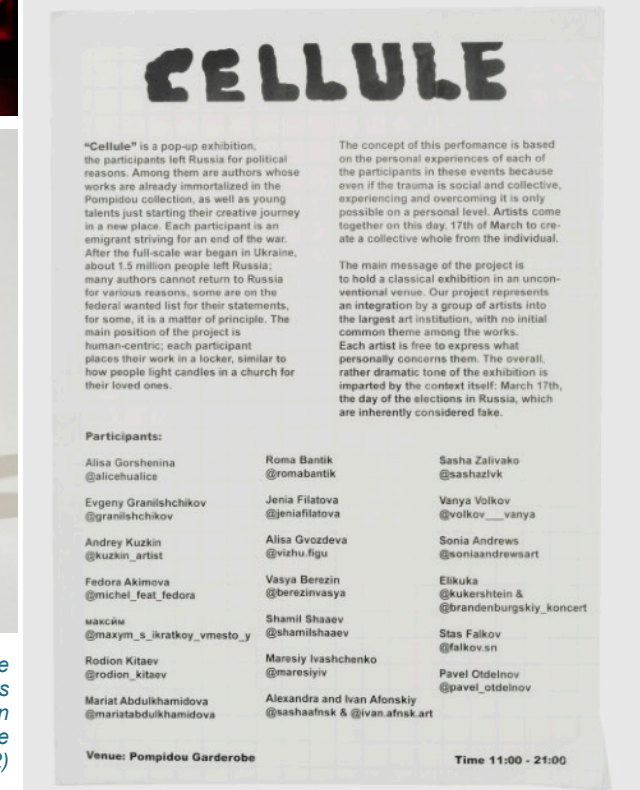 CELLULE
“Cellule” is a pop-up exhibition,
the participants left Russia for political
reasons. Among them are authors whose
works are already immortalized in the
Pompidou collection, as well as young
talents just starting their creative journey
in a new place. Each participant is an
emigrant striving for an end of the war.
After the full-scale war began in Ukraine,
about 1.5 million people left Russia;
many authors cannot return to Russia
for various reasons, some are on the
federal wanted list for their statements,
for some, it is a matter of principle. The
main position of the project is
human-centric; each participant
places their work in a locker, similar to
how people light candles in a church for
their loved ones.
The concept of this perfomance is based
on the personal experiences of each of
the participants in these events because
even if the trauma is social and collective,
experiencing and overcoming it is only
possible on a personal level. Artists come
together on this day, 17th of March to cre-
ate a collective whole from the individual.
The main message of the project is
to hold a classical exhibition in an uncon-
ventional venue. Our project represents
an integration by a group of artists into
the largest art institution, with no initial
common theme among the works.
Each artist is free to express what
personally concerns them. The overall,
rather dramatic tone of the exhibition is
imparted by the context itself: March 17th,
the day of the elections in Russia, which
are inherently considered fake.
Participants:
Alisa Gorshenina
@alicehualice
Evgeny Granilshchikov
@granilshchikov
Andrey Kuzkin
@kuzkin_artist
Fedora Akimova
@michel_feat_fedora
максӣм
@maxym_s_ikratkoy_vmesto_y
Rodion Kitaev
@rodion_kitaev
Mariat Abdulkhamidova
@mariatabdulkhamidova
Roma Bantik
@romabantik
Jenia Filatova
@jeniafilatova
Alisa Gvozdeva
@vizhu.figu
Vasya Berezin
@berezinvasya
Shamil Shaaev
@shamilshaaev
Maresiy Ivashchenko
@maresiyiv
Alexandra and Ivan Afonskiy
@sashaafnsk & @ivan.afnsk.art
Sasha Zalivako
@sashazlvk
Vanya Volkov
@volkov___vanya
Sonia Andrews
@soniaandrewsart
Elikuka
@kukershtein &
@brandenburgskiy_koncert
Stas Falkov
@falkov.sn
Pavel Otdelnov
@pavel_otdelnov
Venue: Pompidou Garderobe
Time 11:00 - 21:00